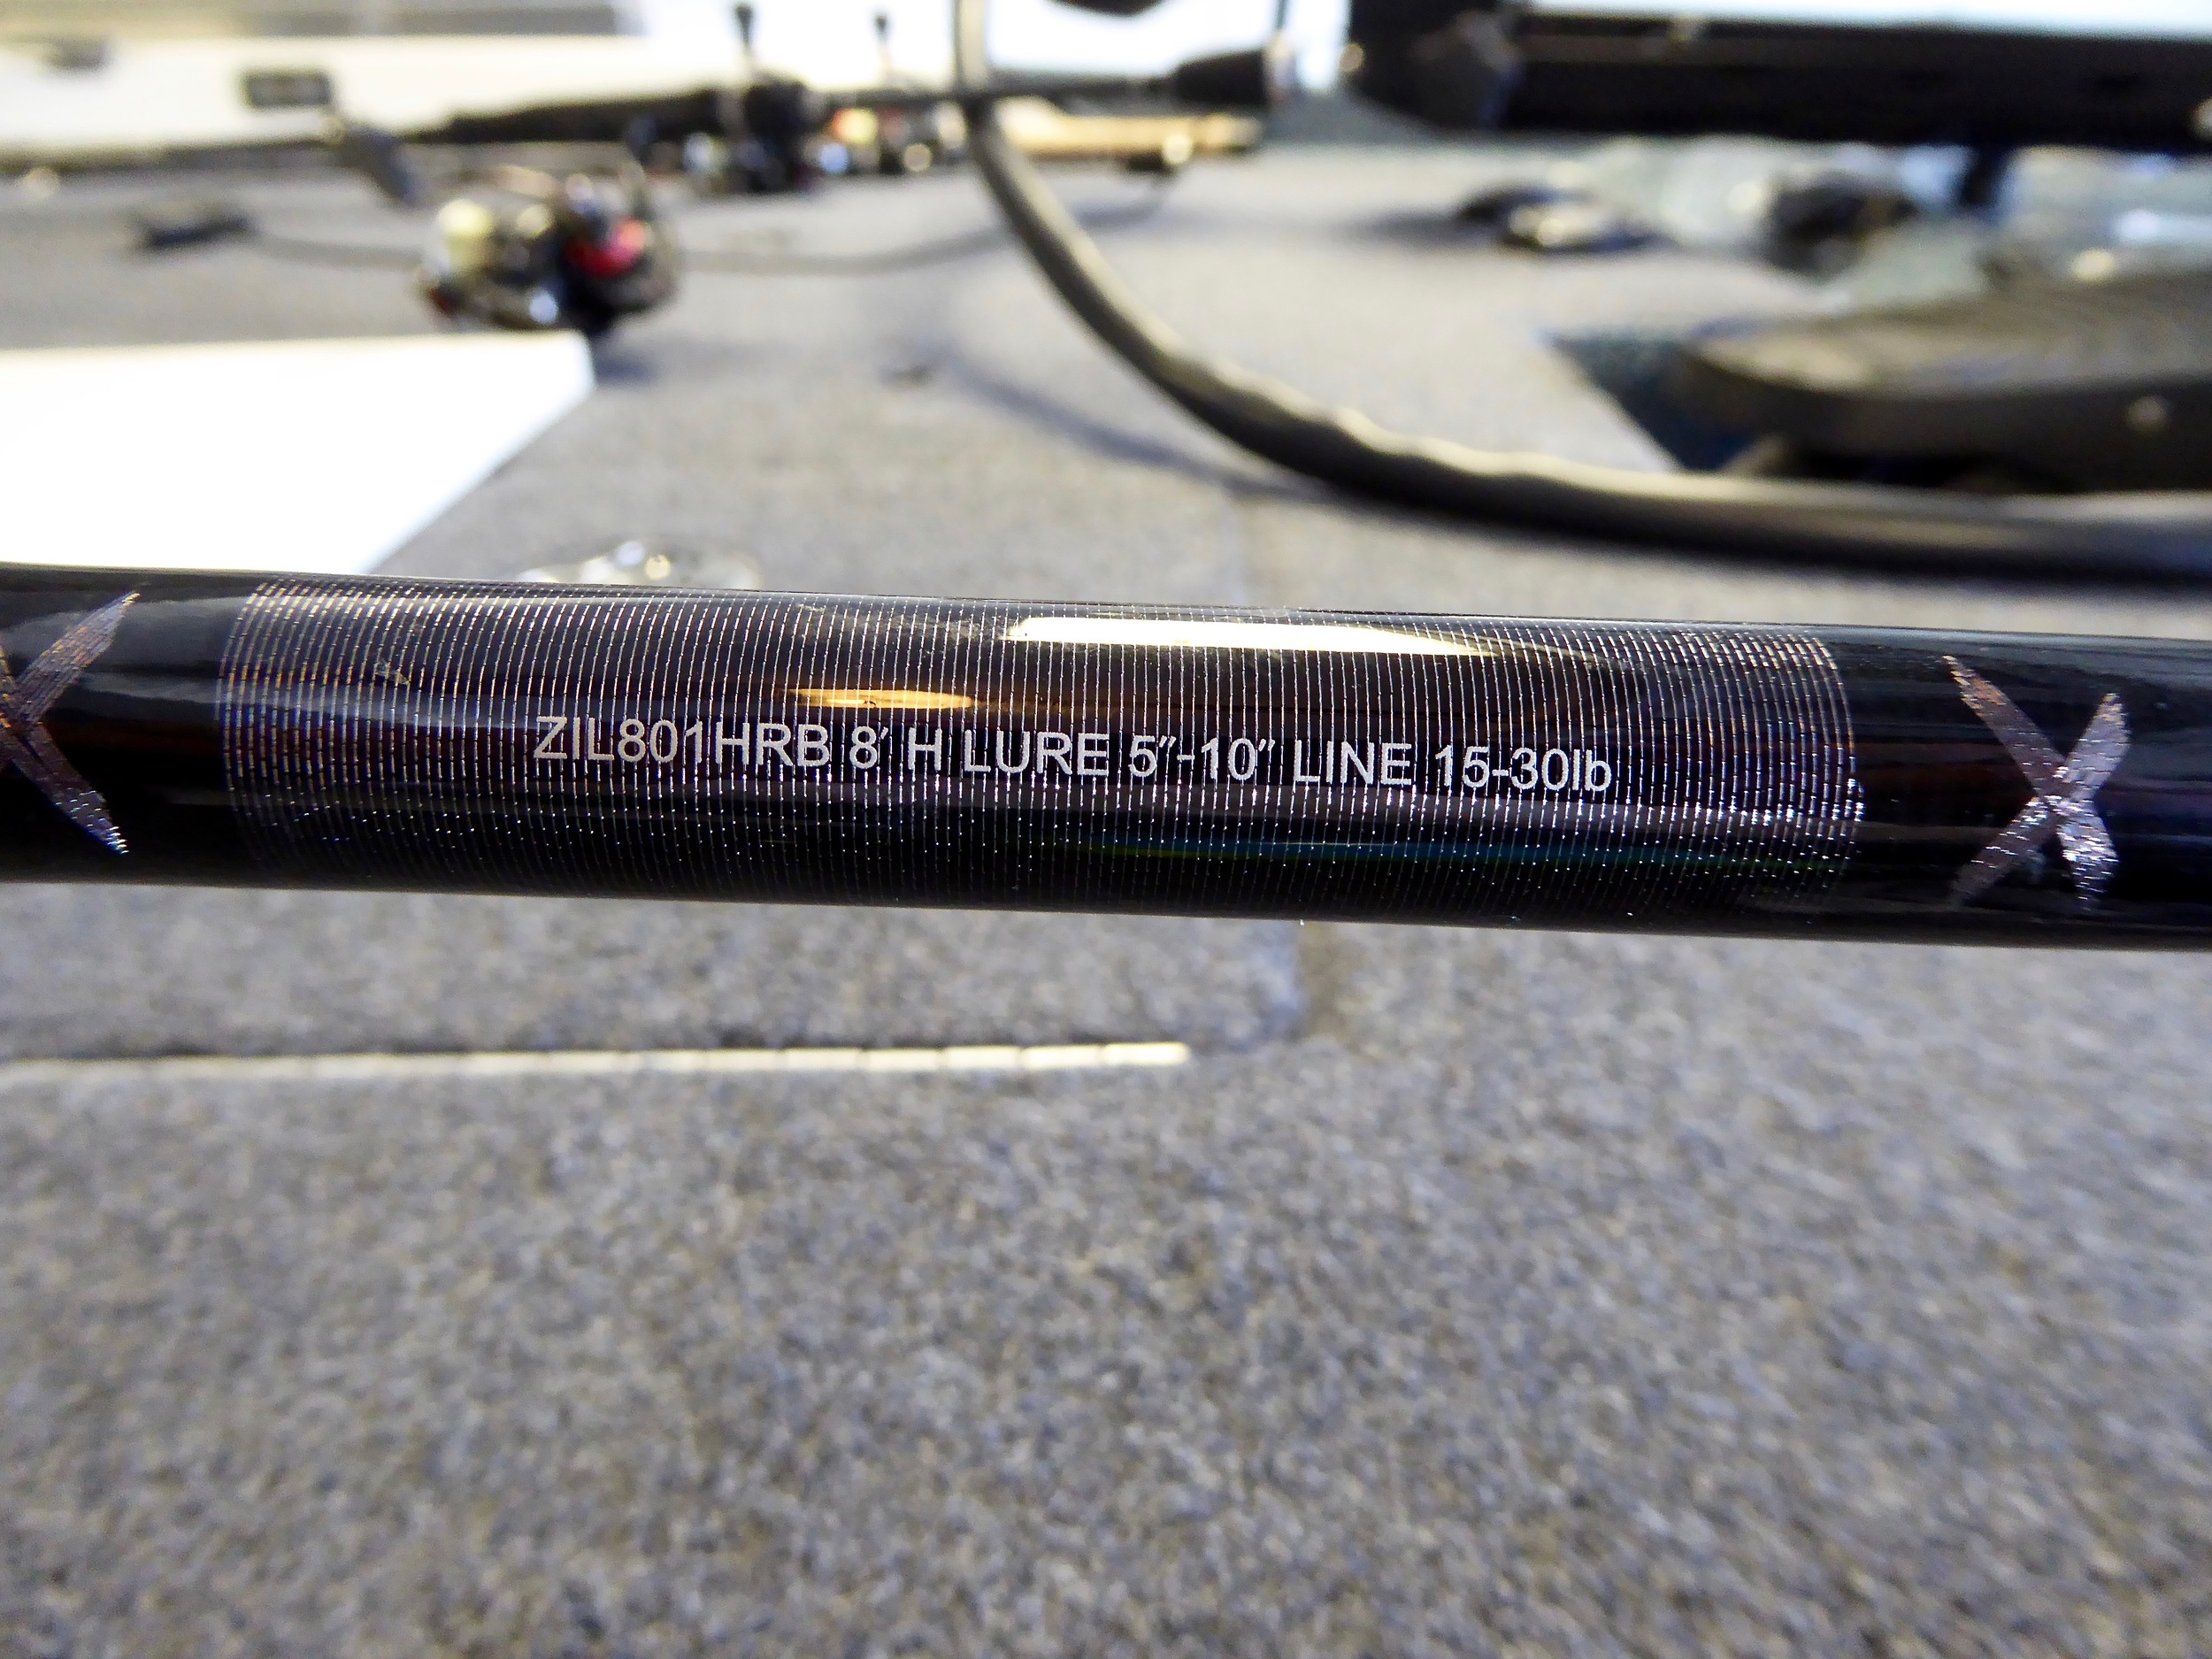 ZIL801HRB 8′ H LURE 5″-10″ LINE 15-30lb